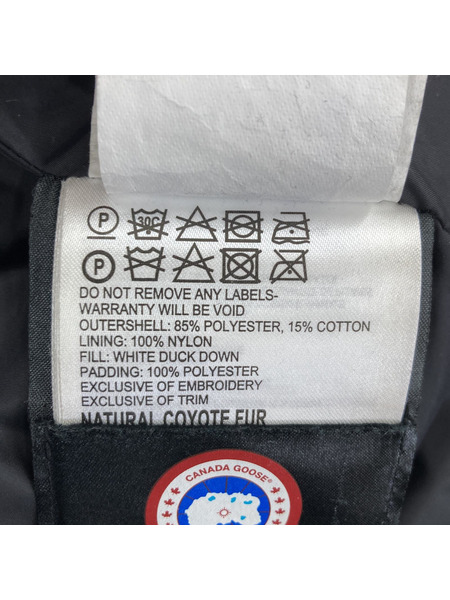 P 30C
P
DO NOT REMOVE ANY LABELS-
WARRANTY WILL BE VOID
OUTERSHELL: 85% POLYESTER, 15% COTTON
LINING: 100% NYLON
FILL: WHITE DUCK DOWN
PADDING: 100% POLYESTER
EXCLUSIVE OF EMBROIDERY
EXCLUSIVE OF TRIM
NATURAL COYOTE FUR
CANADA GOOSE®